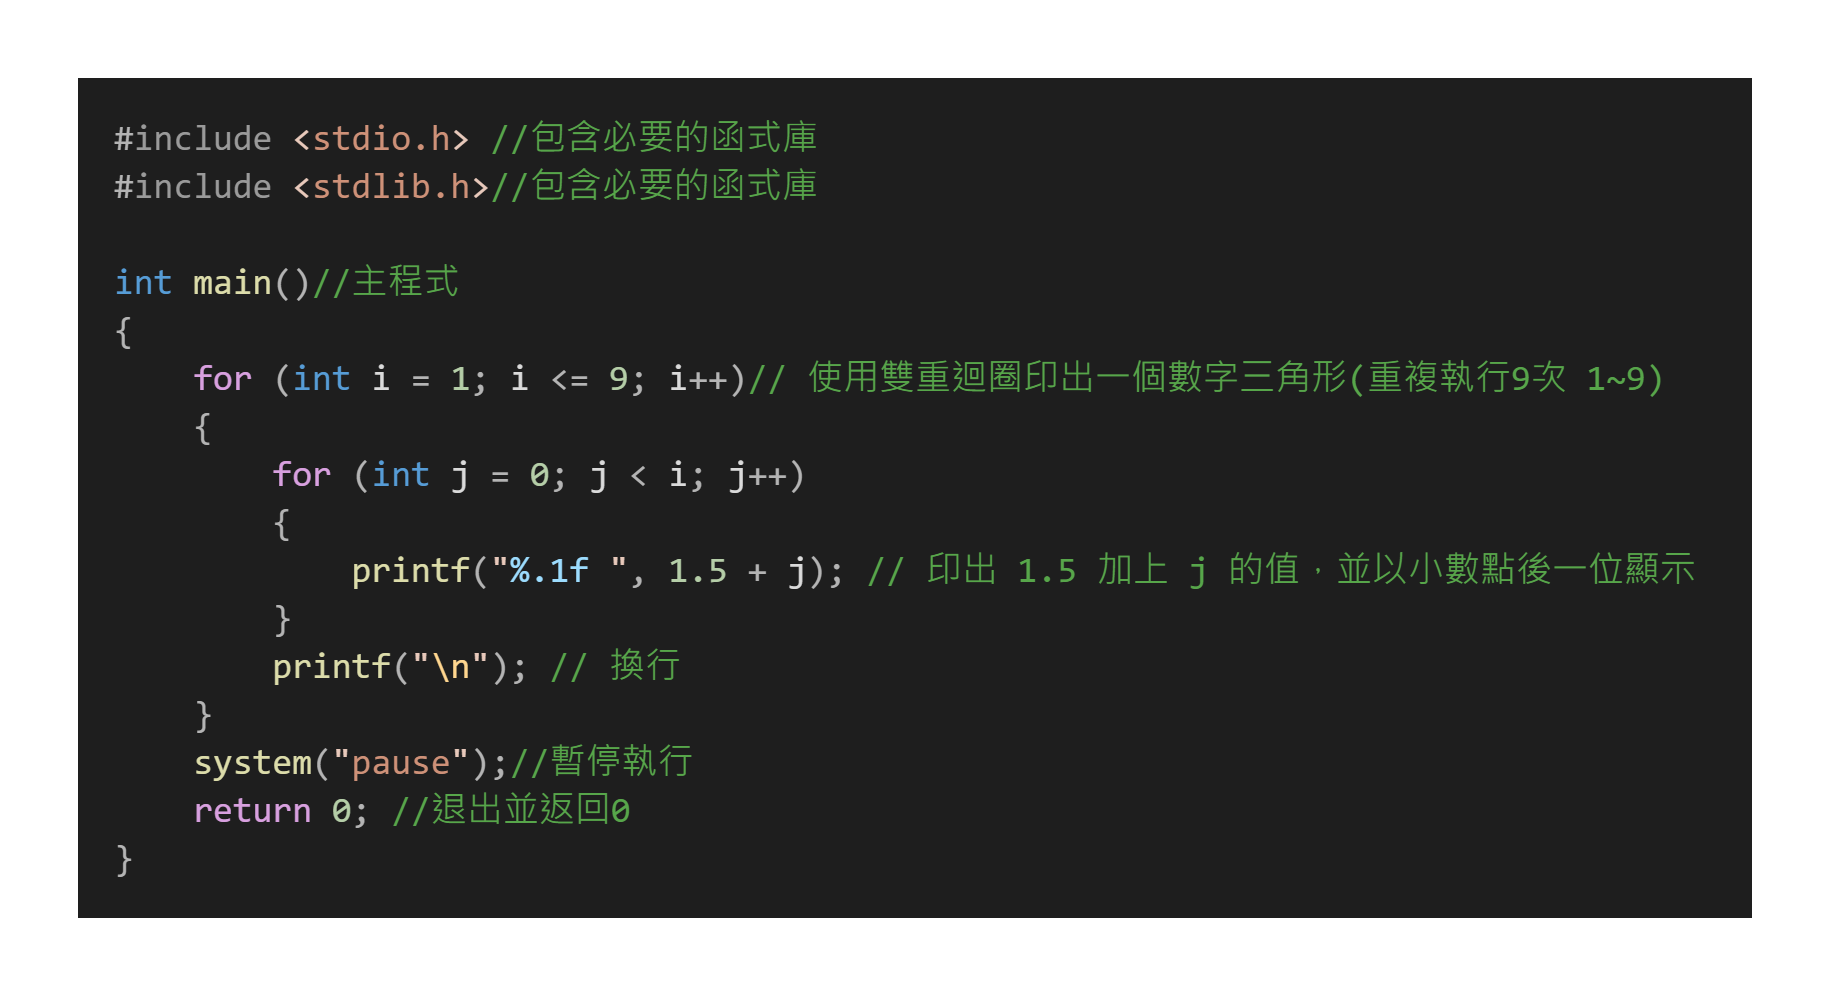 #include <stdio.h> //包含必要的函式庫
#include <stdlib.h>//包含必要的函式庫
int main()//主程式
{
for (int i = 1; i <= 9; i++)// 使用雙重迴圈印出一個數字三角形(重複執行9次 1~9)
{
for (int j = 0; j < i; j++)
{
printf("%.1f ", 1.5 + j); // 印出 1.5 加上 j 的值，並以小數點後一位顯示
}
printf("\n"); // 換行
}
system("pause");//暫停執行
return 0; //退出並返回0
}